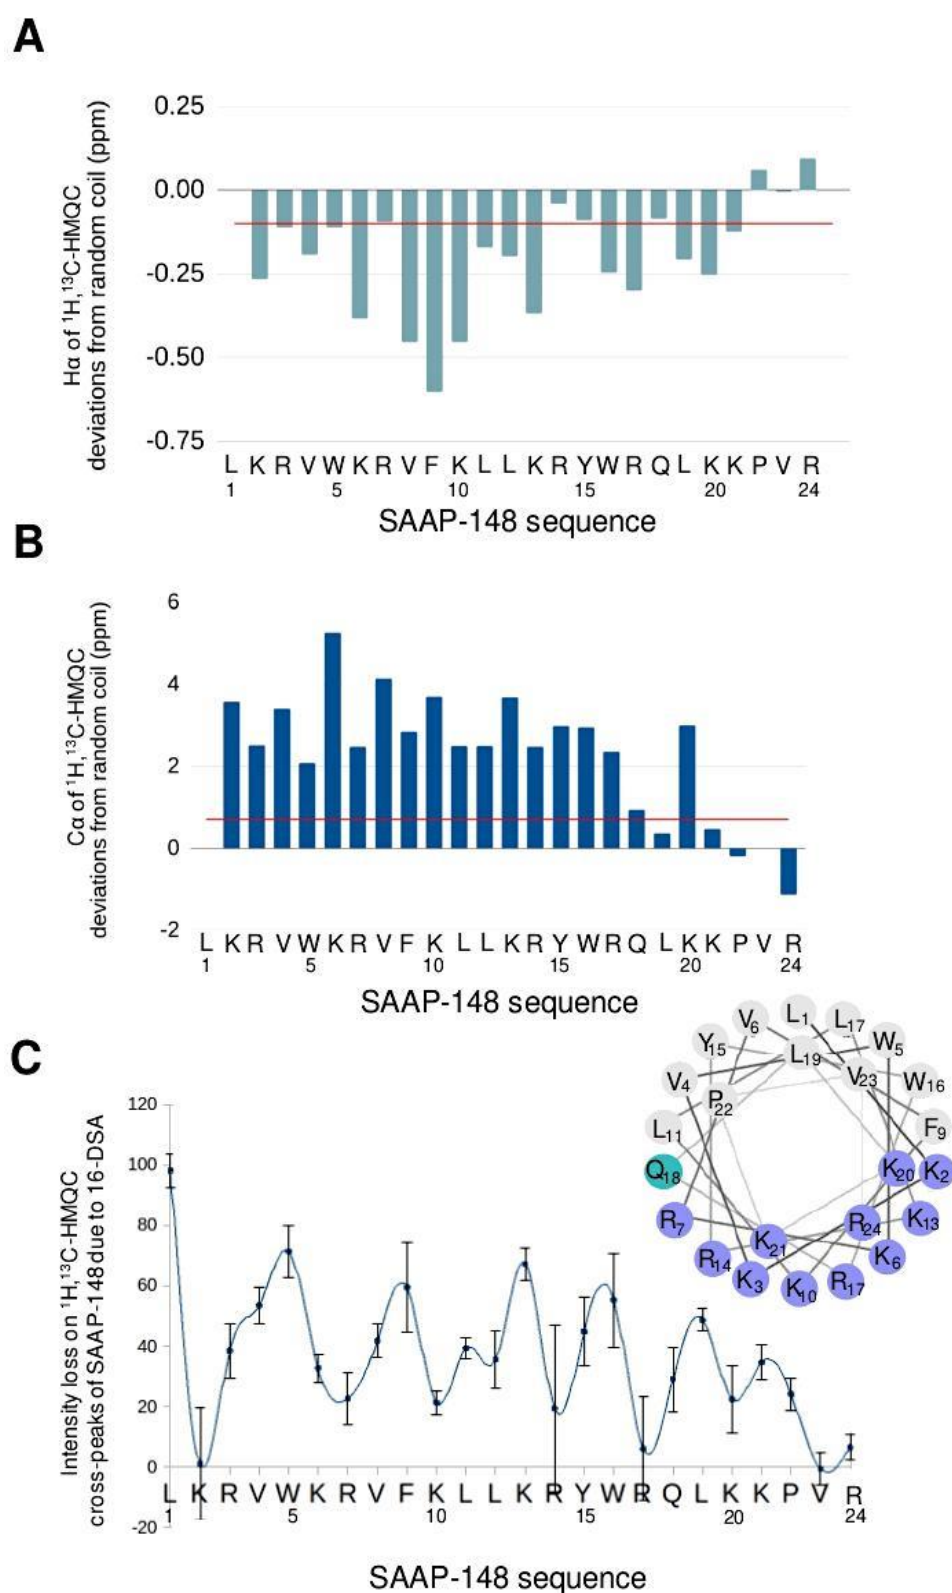 A
0.25
0.00
-0.25
-0.50
-0.75
Hα of ¹H,¹³C-HMQC
deviations from random coil (ppm)
L K R V W K R V F K L L K R Y W R Q L K K P V R
1 5 10 15 20 24
SAAP-148 sequence
B
6
4
2
0
-2
Cα of ¹H,¹³C-HMQC
deviations from random coil (ppm)
L K R V W K R V F K L L K R Y W R Q L K K P V R
1 5 10 15 20 24
SAAP-148 sequence
C
120
100
80
60
40
20
0
-20
Intensity loss on ¹H,¹³C-HMQC
cross-peaks of SAAP-148 due to 16-DSA
L K R V W K R V F K L L K R Y W R Q L K K P V R
1 5 10 15 20 24
SAAP-148 sequence
V6 L1 L17
Y15 L19 W5
V4 P22 V23 W16
L11 F9
Q18 K20 K2
R7 R24 K13
R14 K21 K6
K3 K10 R17